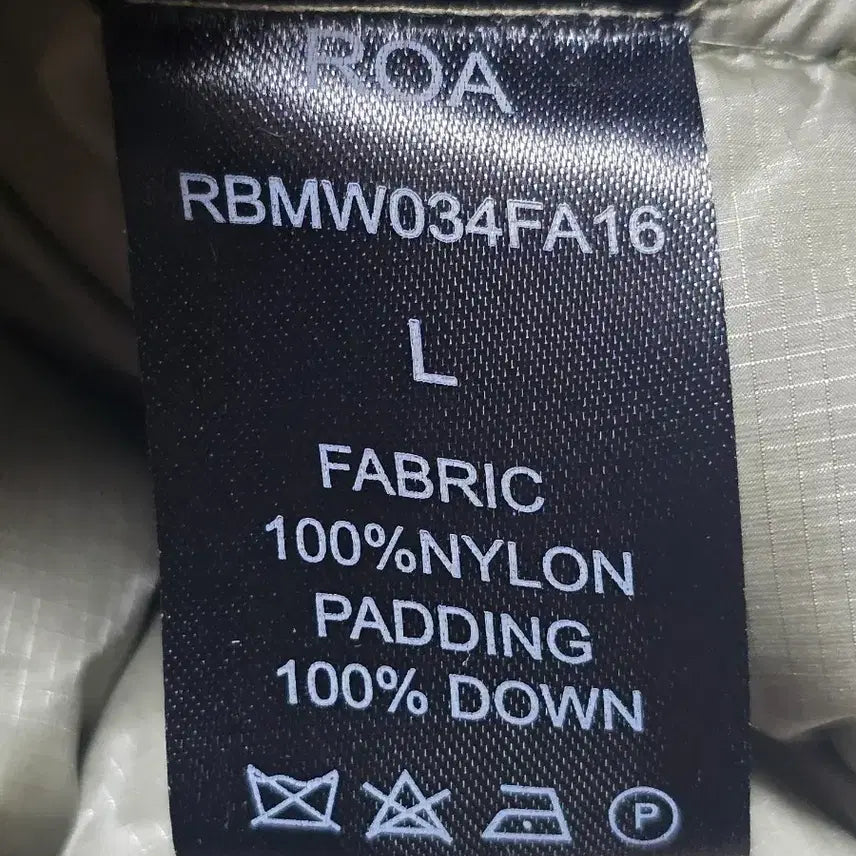 ROA
RBMW034FA16
L
FABRIC
100%NYLON
PADDING
100% DOWN
P